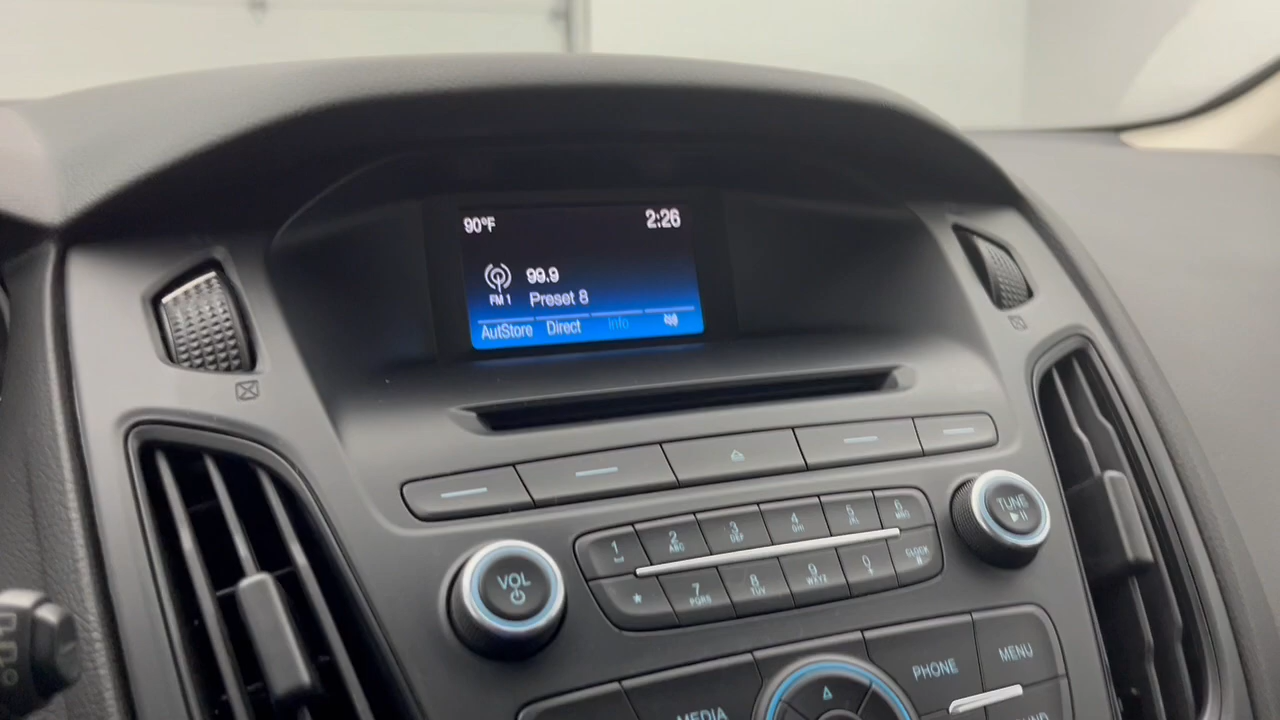 90°F 2:26
99.9
FM 1 Preset 8
AutStore Direct Info
1 2 ABC 3 DEF 4 GHI 5 JKL 6 MNO
* 7 PQRS 8 TUV 9 WXYZ 0 + CLOCK #
VOL
TUNE
PHONE MENU
MEDIA